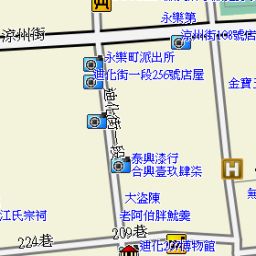 永樂第
涼州街
涼州街108號店
永樂町派出所
迪化街一段256號店屋
金寶
迪化街一段
泰興漆行
合興壹玖肆柒
H
大盜陳
江氏宗祠
老阿伯胖魷羹
209巷
224巷
迪化207博物館